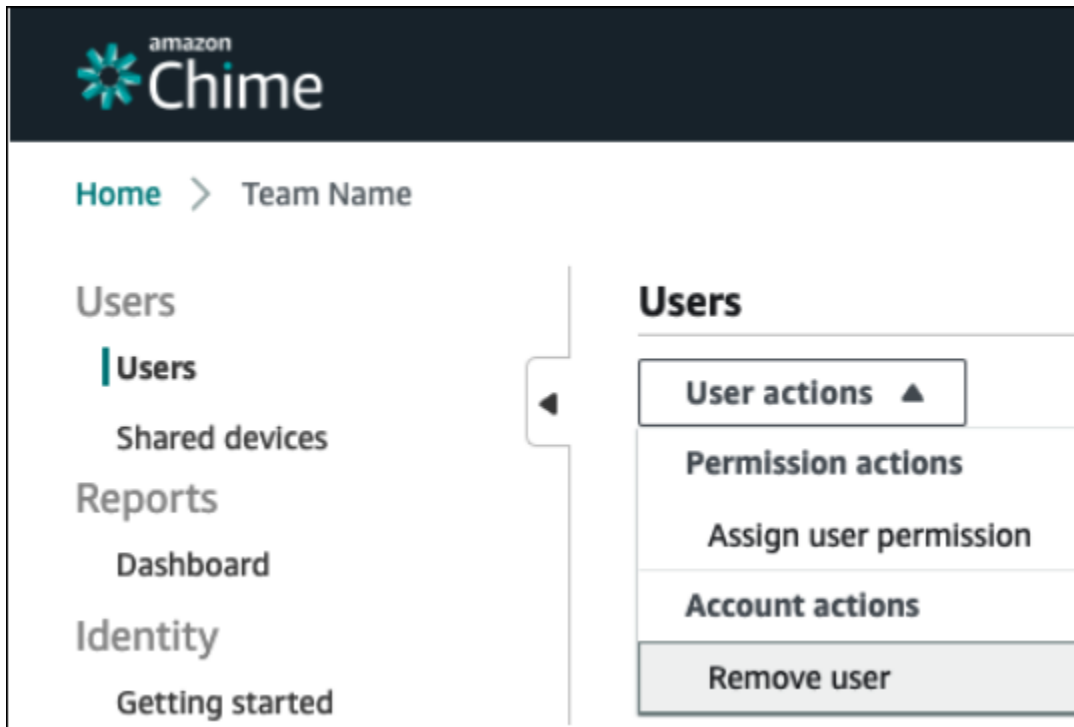 amazon
Chime
Home > Team Name
Users
Users
Shared devices
Reports
Dashboard
Identity
Getting started
Users
User actions ▲
Permission actions
Assign user permission
Account actions
Remove user